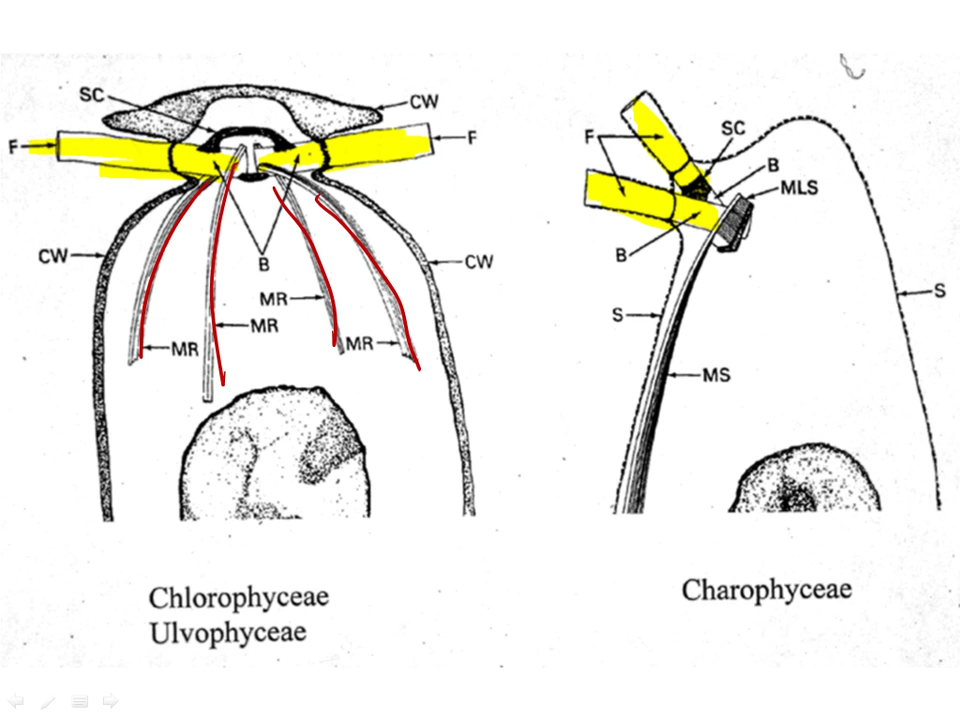 SC
CW
F
F
CW
CW
B
MR
MR
MR
MR
F
SC
B
MLS
B
S
S
MS
Chlorophyceae
Ulvophyceae
Charophyceae